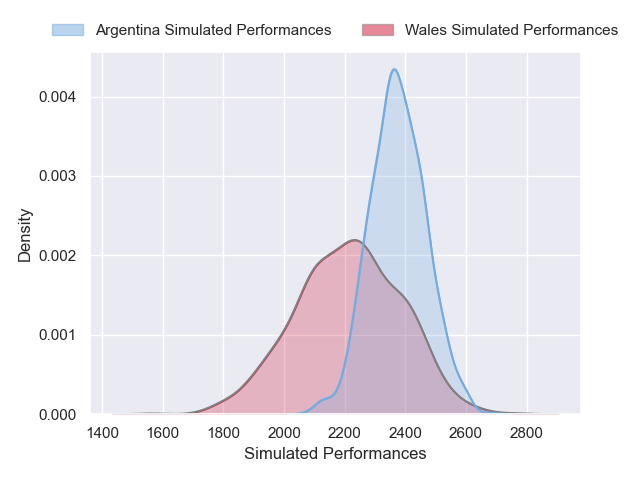 Argentina Simulated Performances
Wales Simulated Performances
0.004
0.003
0.002
0.001
0.000
Density
1400 1600 1800 2000 2200 2400 2600 2800
Simulated Performances